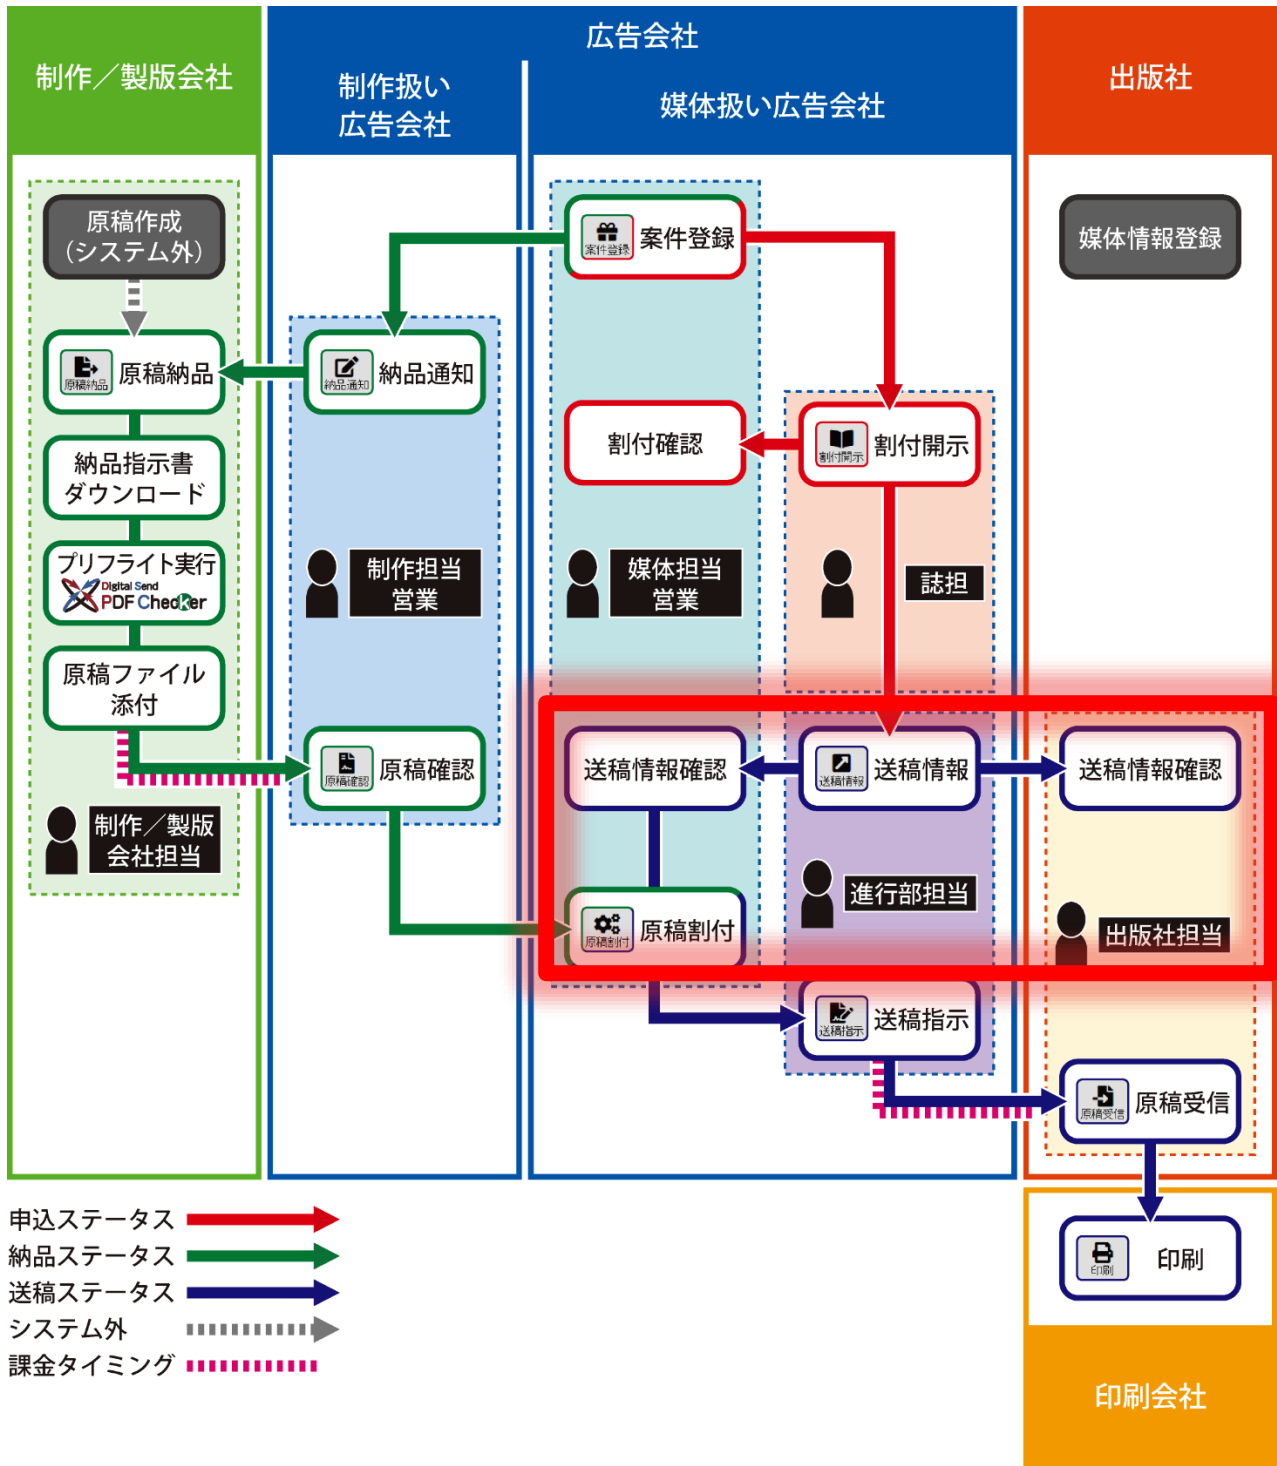 制作／製版会社
広告会社
制作扱い
広告会社
媒体扱い広告会社
出版社
原稿作成
（システム外）
案件登録
案件登録
媒体情報登録
原稿納品
原稿納品
納品通知
納品通知
割付確認
割付開示
割付開示
納品指示書
ダウンロード
プリフライト実行
Digital Send
PDF Checker
制作担当
営業
媒体担当
営業
誌担
原稿ファイル
添付
原稿確認
原稿確認
送稿情報確認
送稿情報
送稿情報
送稿情報確認
制作／製版
会社担当
進行部担当
原稿割付
原稿割付
出版社担当
送稿指示
送稿指示
原稿受信
原稿受信
印刷
印刷
印刷会社
申込ステータス
納品ステータス
送稿ステータス
システム外
課金タイミング